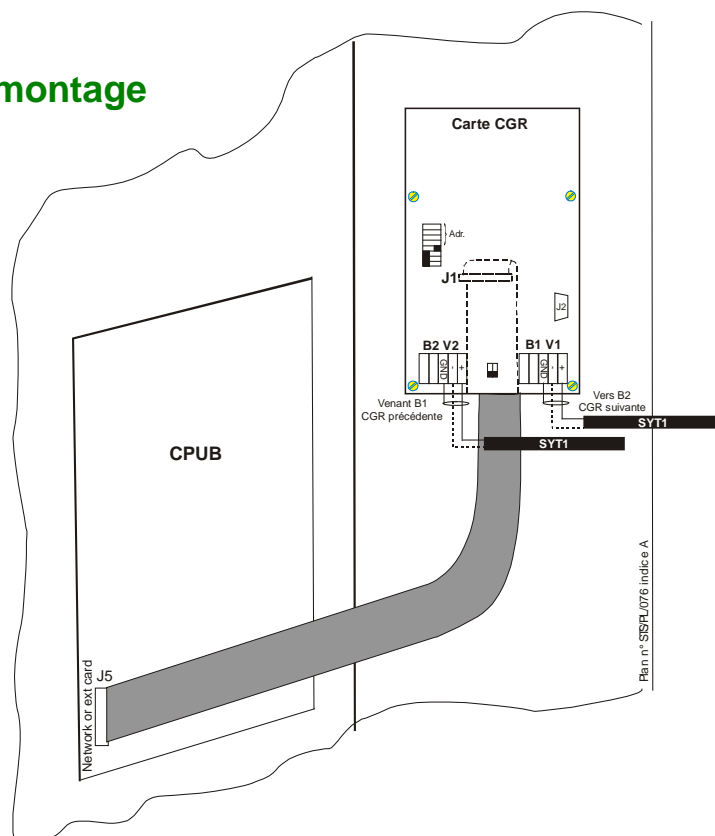 montage
Carte CGR
Adr.
J1
J2
B2 V2
B1 V1
GND
-
+
GND
-
+
Venant B1
CGR précédente
Vers B2
CGR suivante
SYT1
SYT1
CPUB
Plan n° SIS/PL/076 indice A
J5
Network or ext card